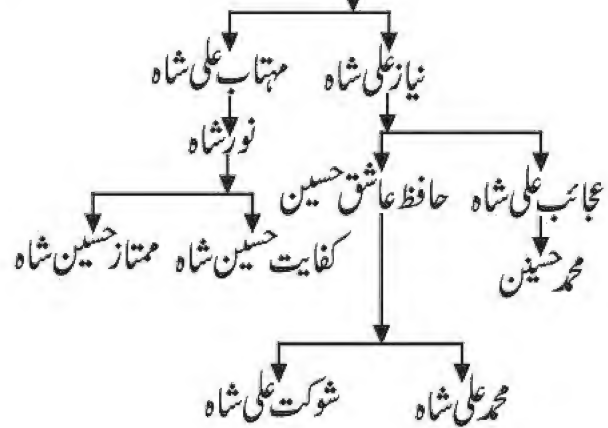 نیاز علی شاہ مہتاب علی شاہ
نور شاہ
عجائب علی شاہ حافظ عاشق حسین
کفایت حسین شاہ ممتاز حسین شاہ
محمد حسنین
محمد علی شاہ شوکت علی شاہ